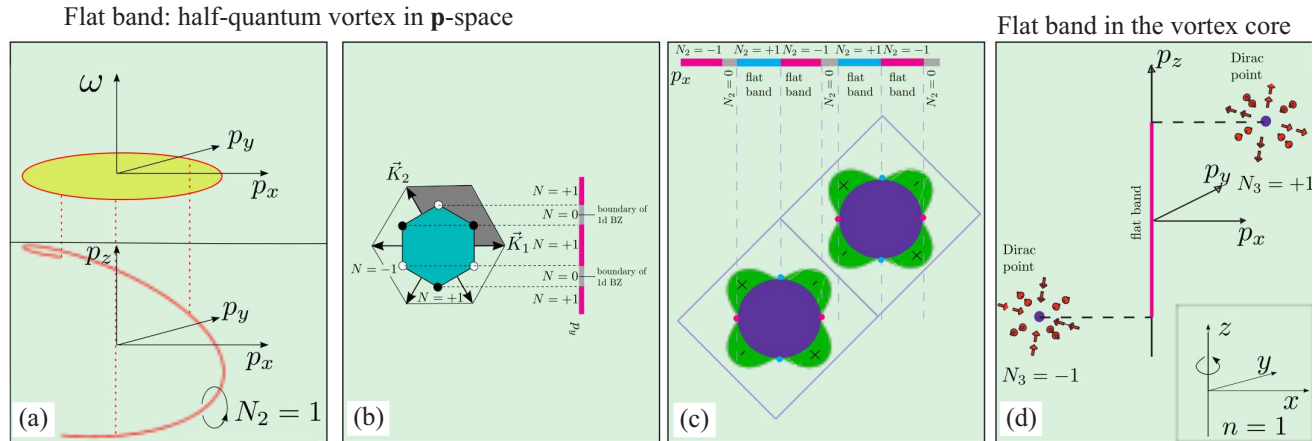 Flat band: half-quantum vortex in p-space
Flat band in the vortex core
ω
p_y
p_x
p_z
p_y
p_x
N_2 = 1
(a)
K⃗_2
K⃗_1
N = −1
N = +1
N = +1
N = 0
boundary of
1d BZ
N = +1
N = 0
boundary of
1d BZ
N = +1
p_y
(b)
N_2 = −1 N_2 = +1 N_2 = −1 N_2 = +1 N_2 = −1
p_x
N_2 = 0
flat
band
flat
band
N_2 = 0
flat
band
flat
band
N_2 = 0
(c)
p_z
Dirac
point
p_y
N_3 = +1
flat band
p_x
Dirac
point
N_3 = −1
z
y
x
n = 1
(d)